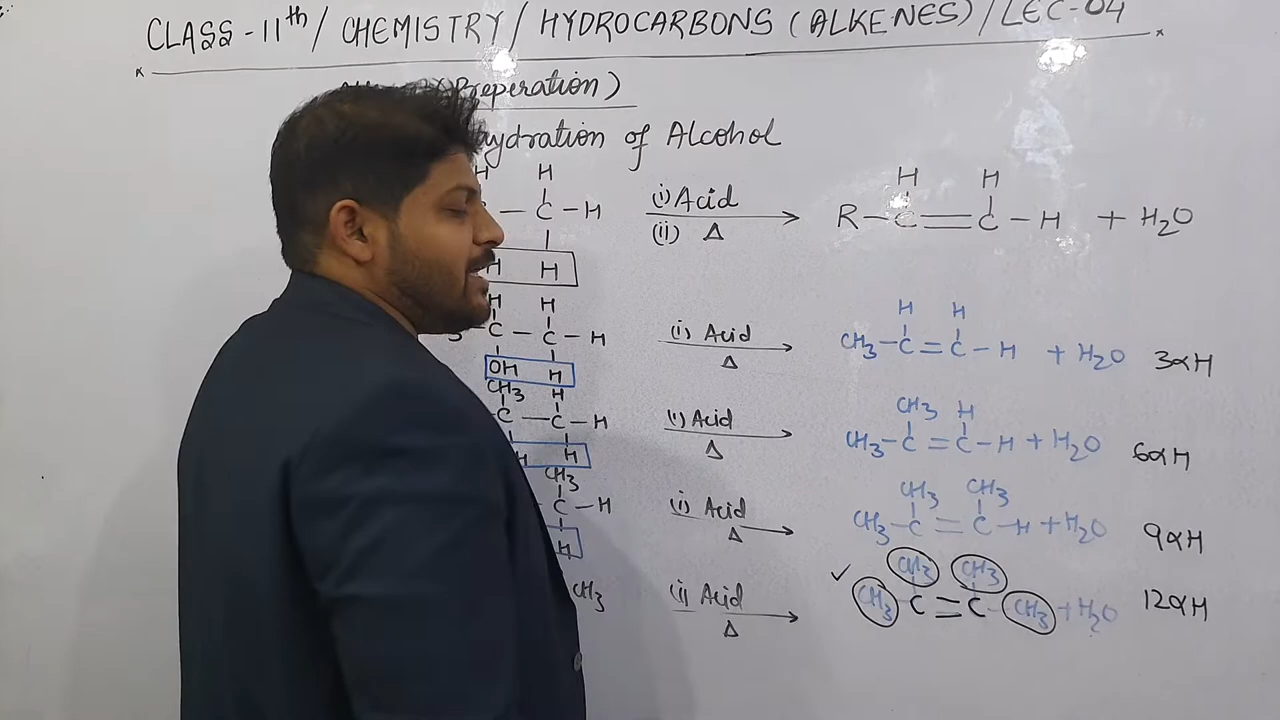 CLASS-11th/ CHEMISTRY/ HYDROCARBONS (ALKENES)/LEC-04
(Preperation)
hydration of Alcohol
H H (i) Acid H H
— C – H (ii) Δ R – C = C – H + H2O
H H
H H (i) Acid H H
C – C – H Δ CH3 – C = C – H + H2O 3αH
OH H
CH3 H (i) Acid CH3 H
C – C – H Δ CH3 – C = C – H + H2O 6αH
H H
CH3 (i) Acid CH3 CH3
C – H Δ CH3 – C = C – H + H2O 9αH
H
CH3 (i) Acid CH3 CH3
Δ ✓ CH3 C = C – CH3 + H2O 12αH